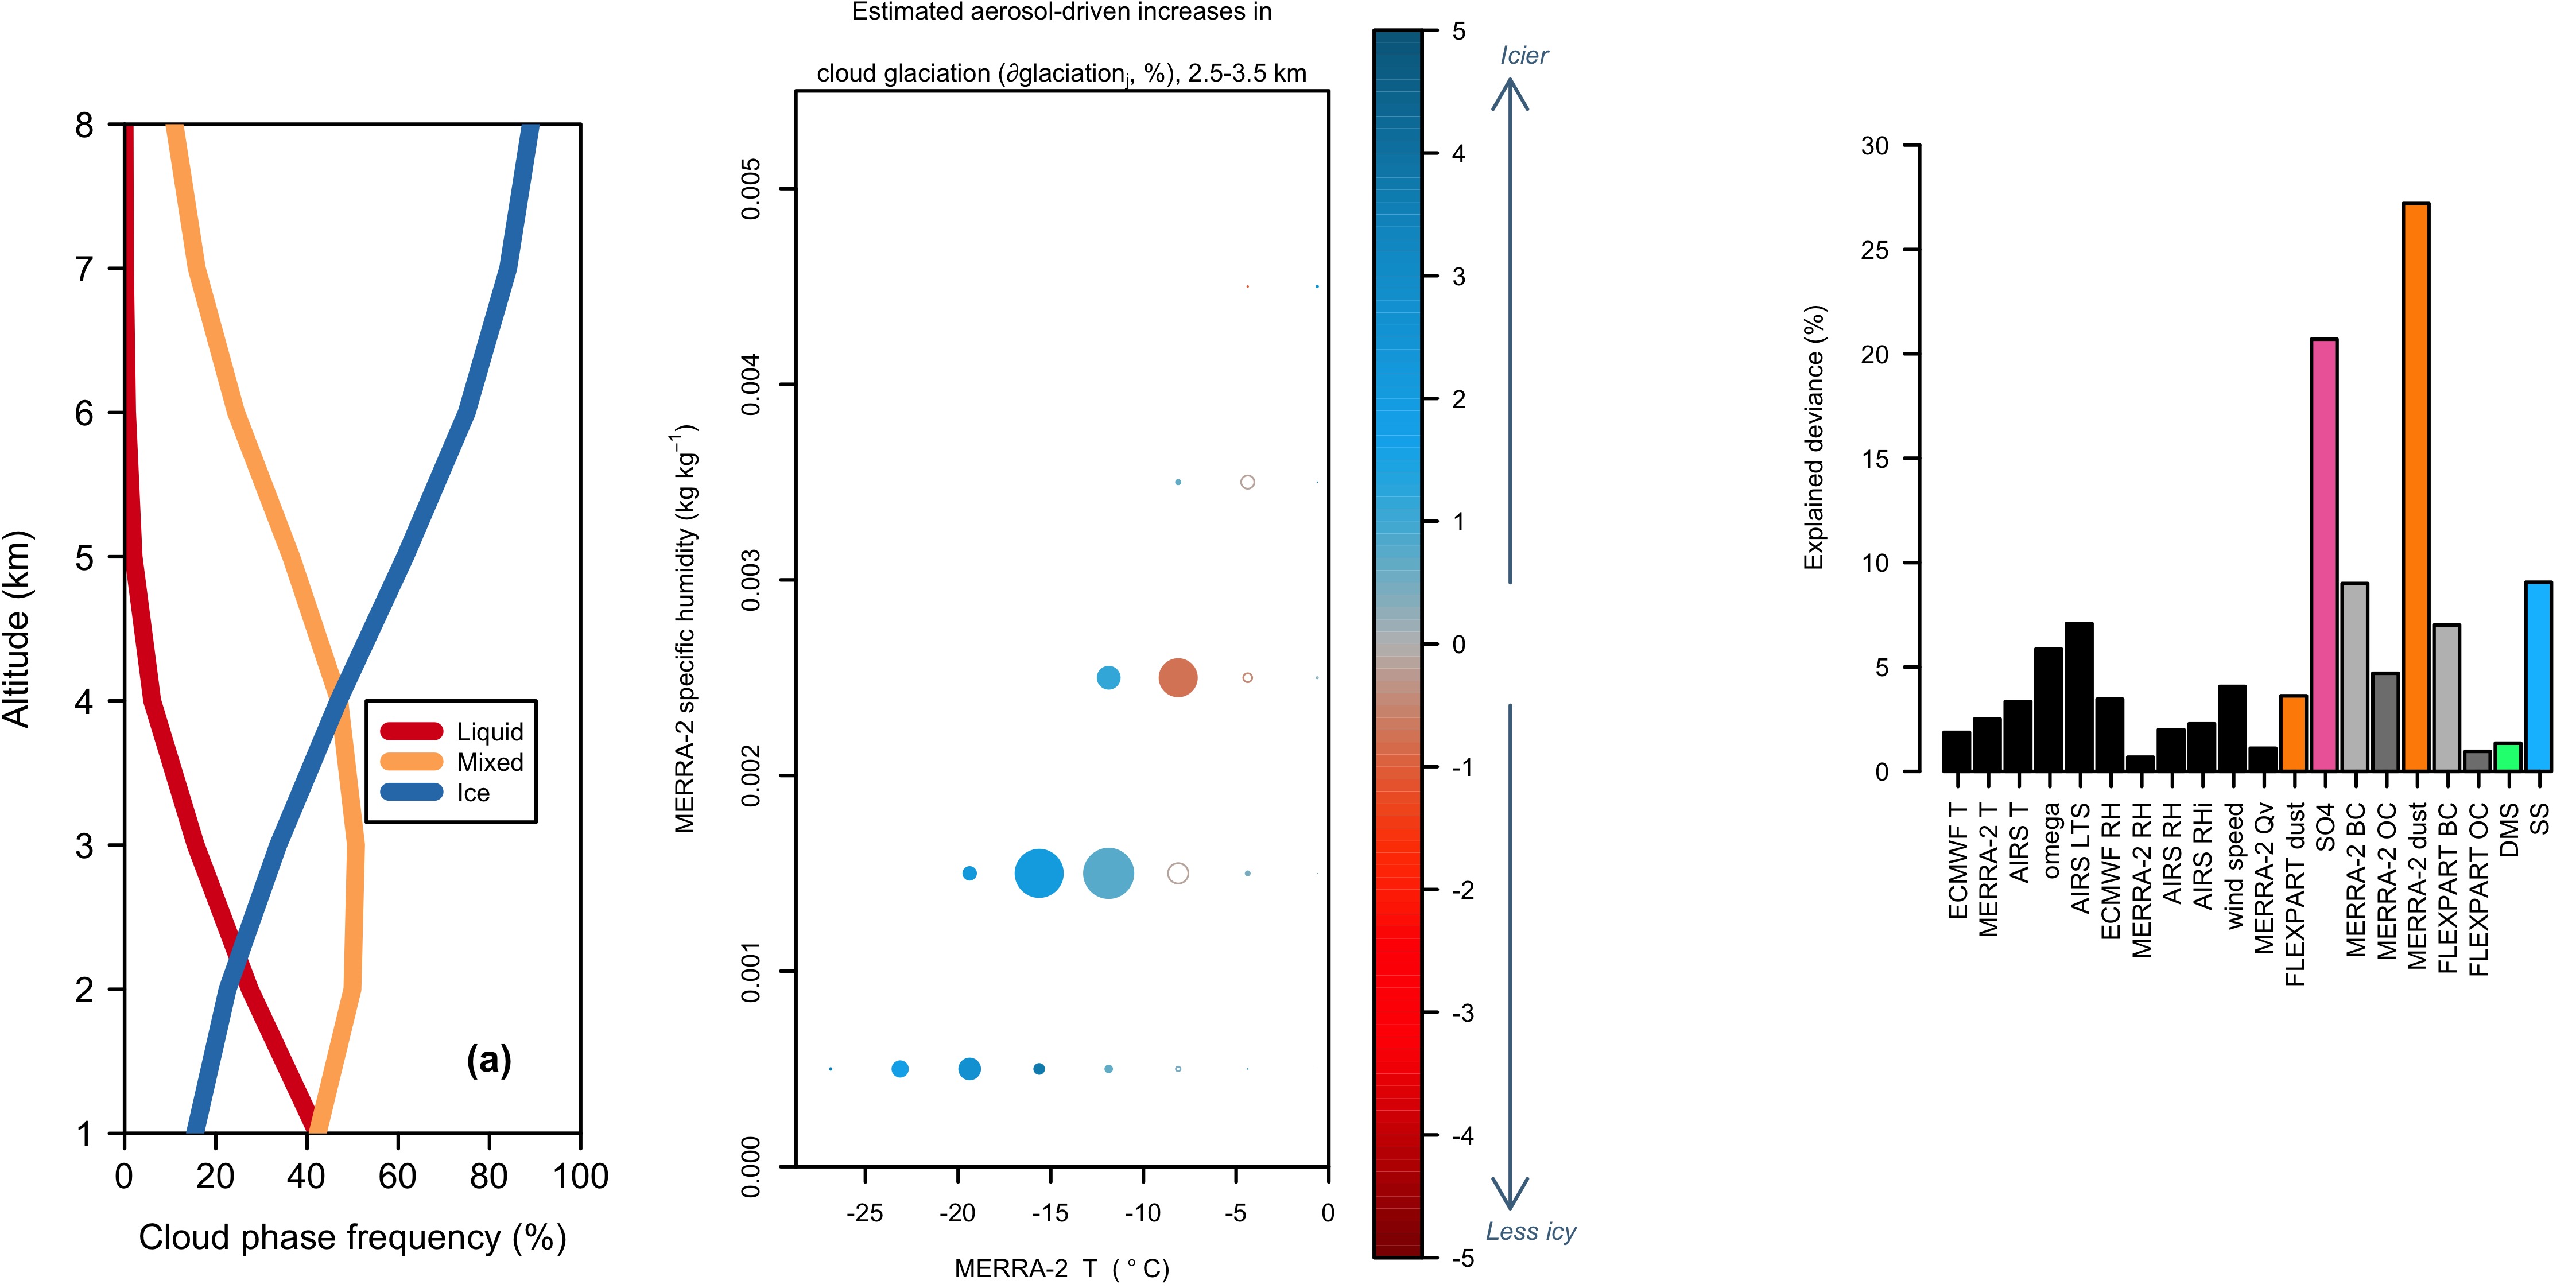 8
7
6
5
4
3
2
1
Altitude (km)
0 20 40 60 80 100
Cloud phase frequency (%)
Liquid
Mixed
Ice
(a)
Estimated aerosol-driven increases in
cloud glaciation (∂glaciationj, %), 2.5-3.5 km
0.005
0.004
0.003
0.002
0.001
0.000
MERRA-2 specific humidity (kg kg−1)
-25 -20 -15 -10 -5 0
MERRA-2 T (°C)
5
4
3
2
1
0
-1
-2
-3
-4
-5
Icier
Less icy
30
25
20
15
10
5
0
Explained deviance (%)
ECMWF T
MERRA-2 T
AIRS T
omega
AIRS LTS
ECMWF RH
MERRA-2 RH
AIRS RH
AIRS RHi
wind speed
MERRA-2 Qv
FLEXPART dust
SO4
MERRA-2 BC
MERRA-2 OC
MERRA-2 dust
FLEXPART BC
FLEXPART OC
DMS
SS